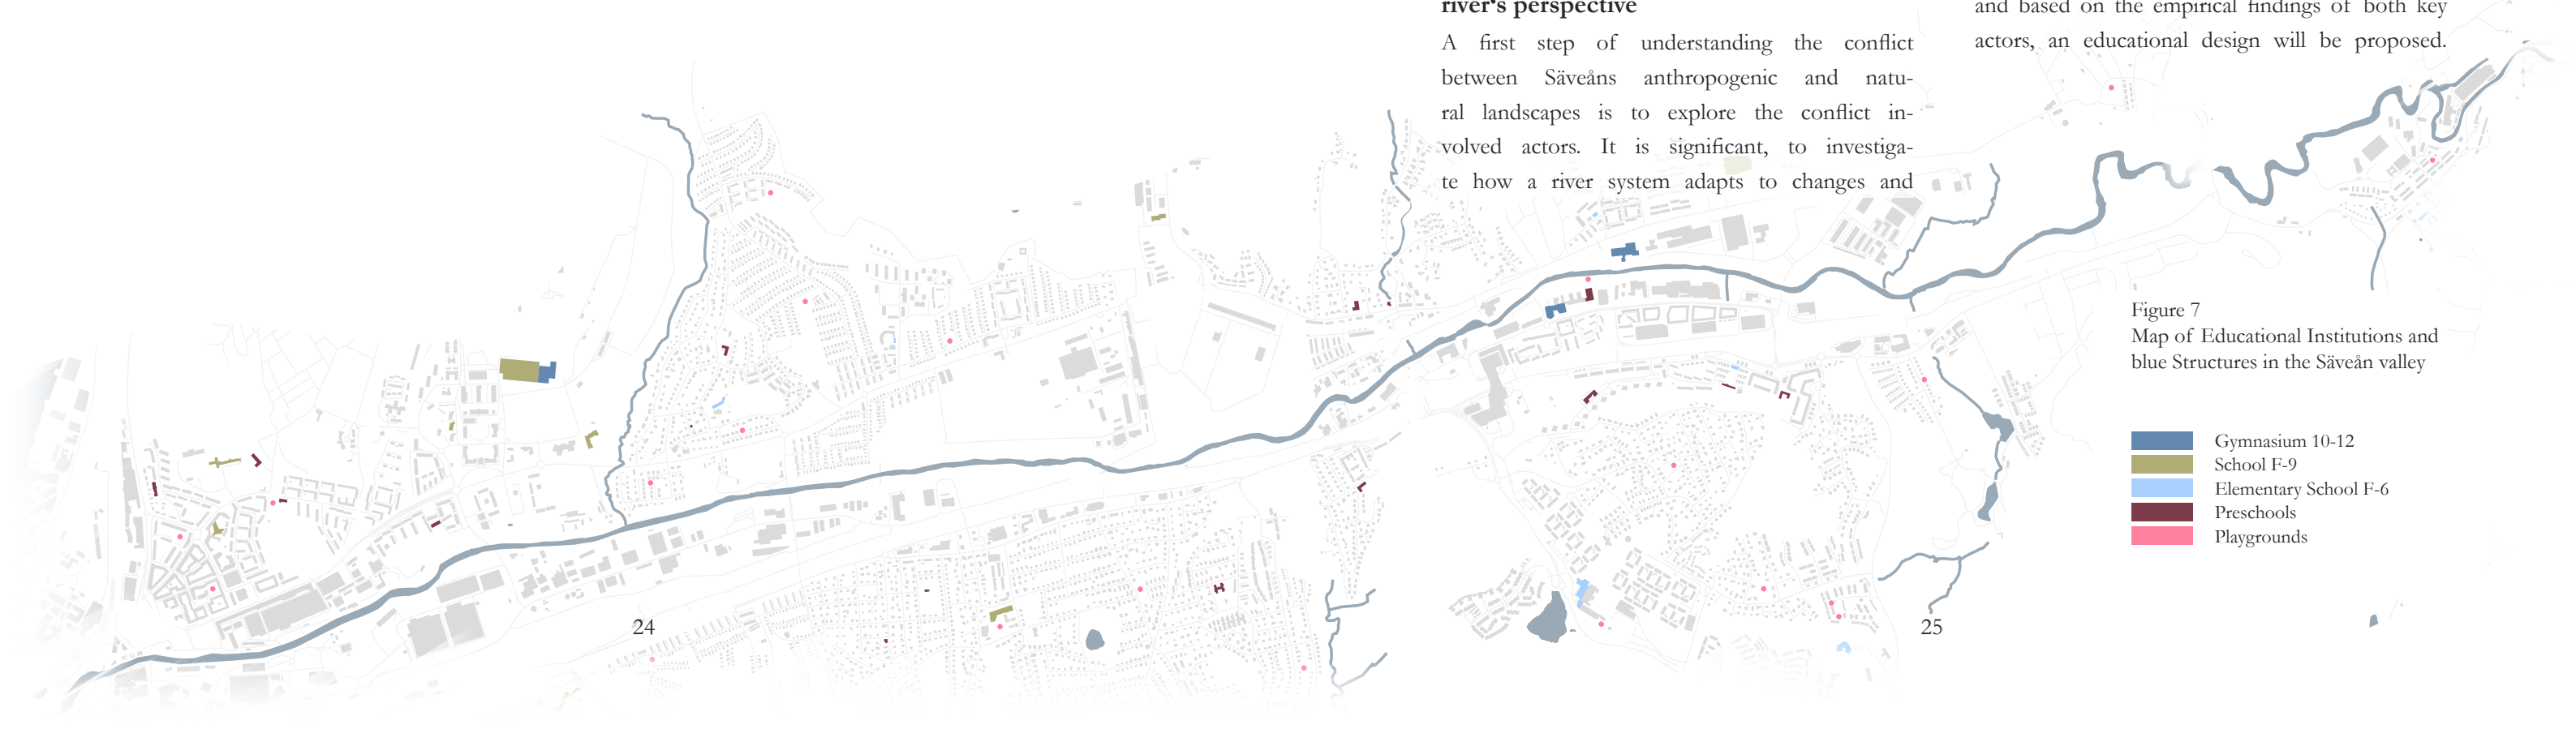 river's perspective
A first step of understanding the conflict
between Säveåns anthropogenic and natu-
ral landscapes is to explore the conflict in-
volved actors. It is significant, to investiga-
te how a river system adapts to changes and
and based on the empirical findings of both key
actors, an educational design will be proposed.
Figure 7
Map of Educational Institutions and
blue Structures in the Säveån valley
Gymnasium 10-12
School F-9
Elementary School F-6
Preschools
Playgrounds
24
25